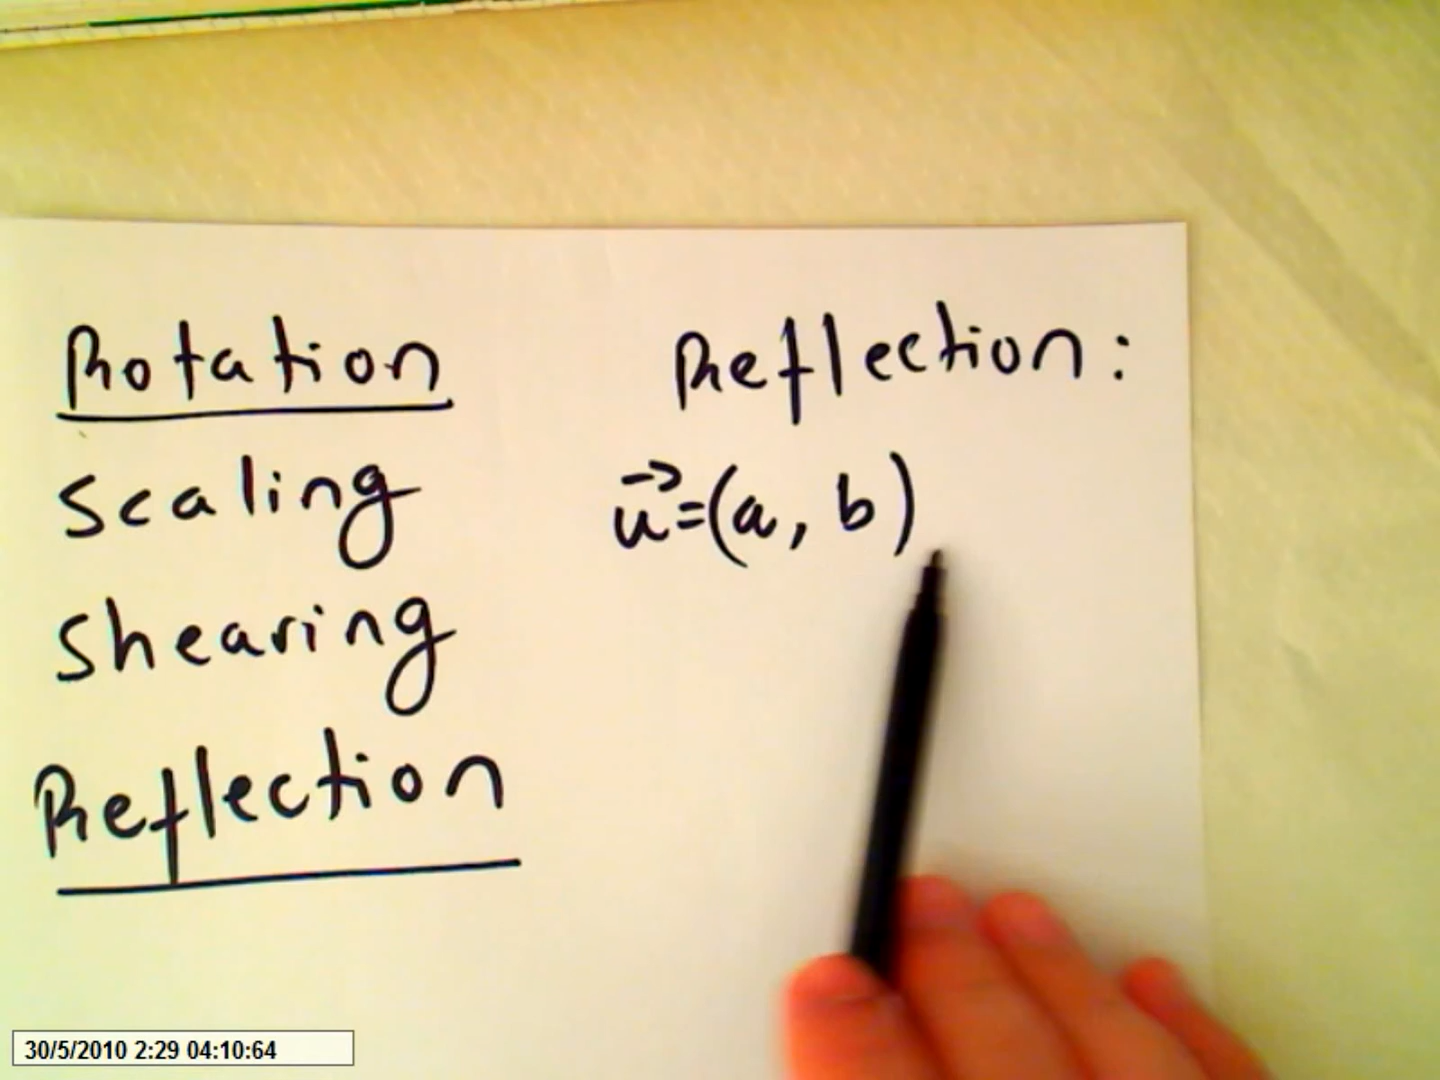 Rotation
Scaling
Shearing
Reflection
Reflection:
u⃗=(a, b)
30/5/2010 2:29 04:10:64